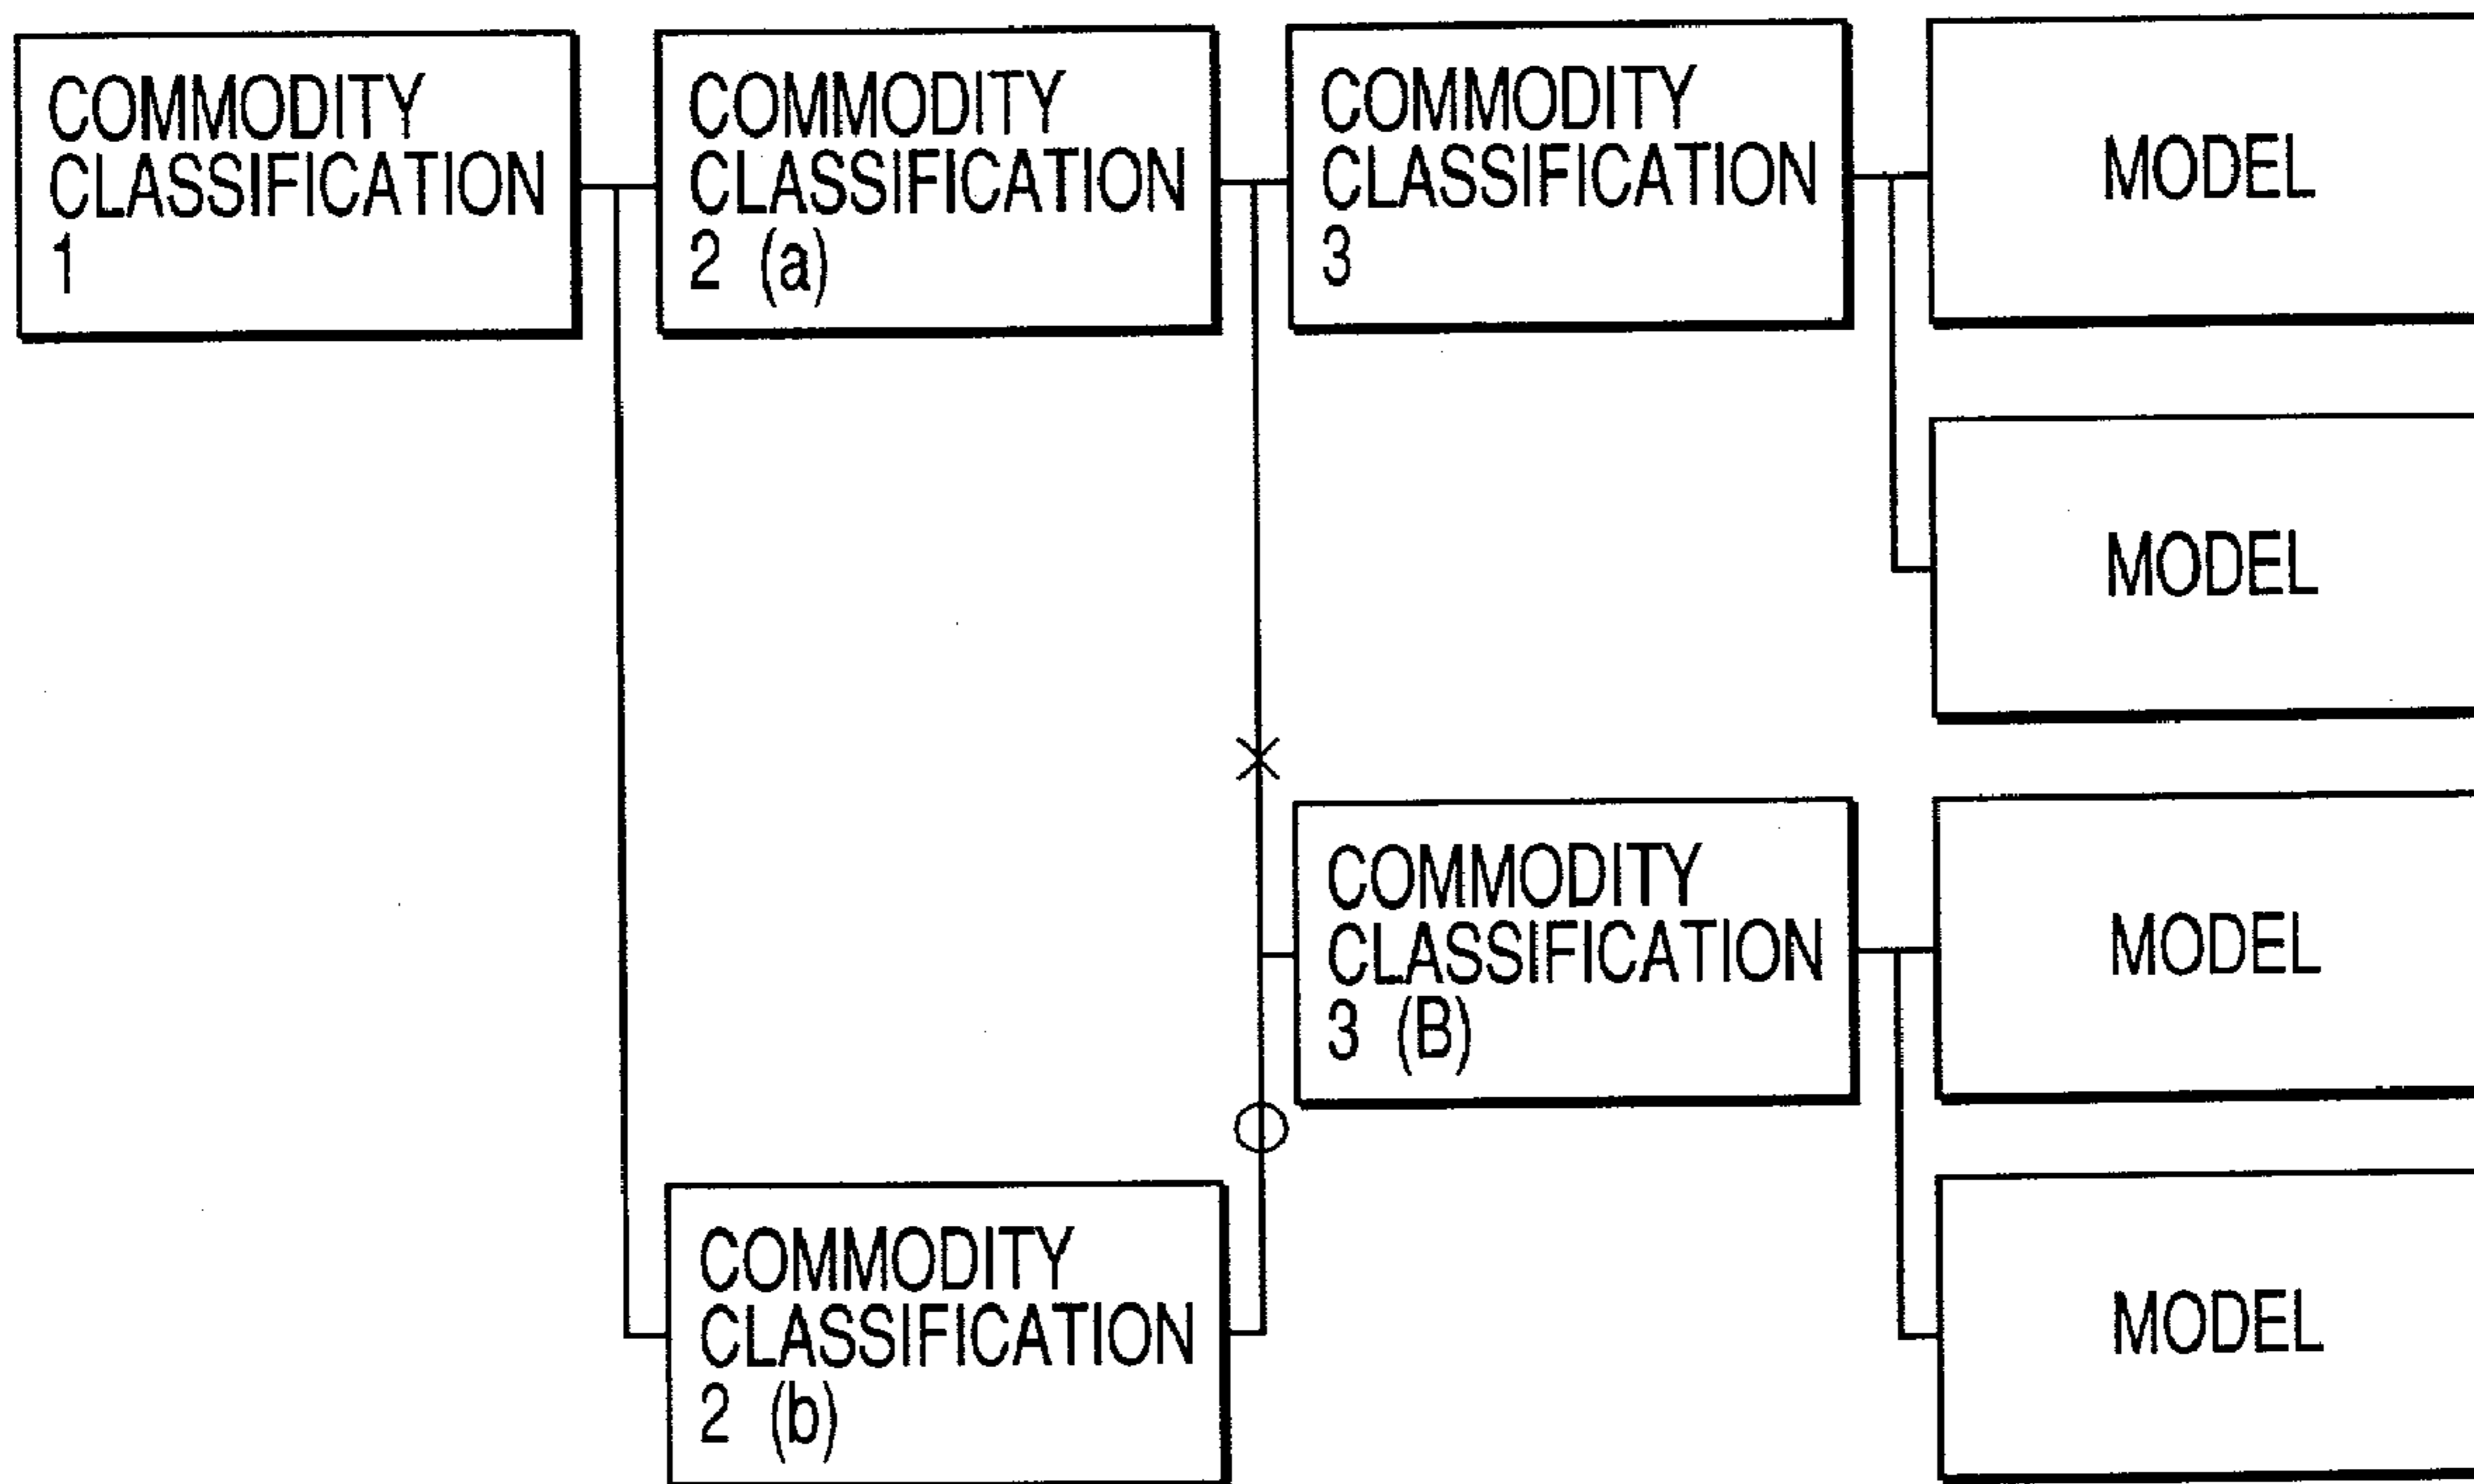 COMMODITY
CLASSIFICATION
1
COMMODITY
CLASSIFICATION
2 (a)
COMMODITY
CLASSIFICATION
3
MODEL
MODEL
COMMODITY
CLASSIFICATION
3 (B)
MODEL
COMMODITY
CLASSIFICATION
2 (b)
MODEL